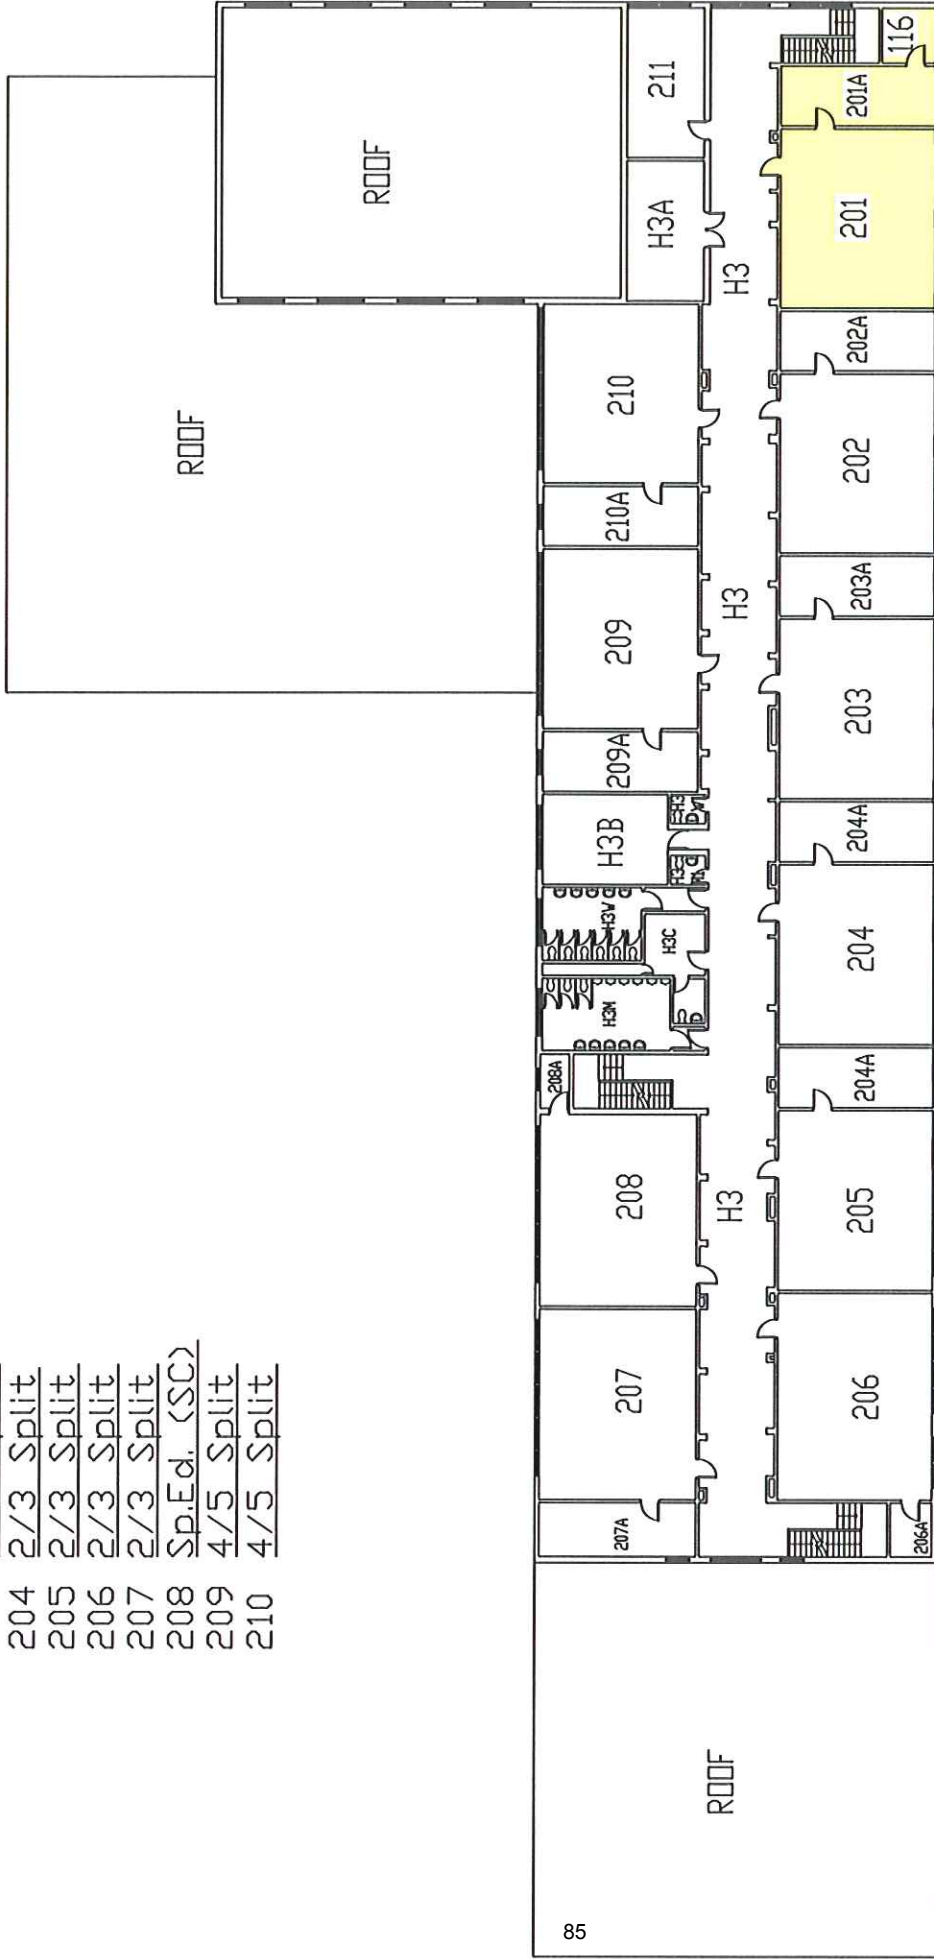 204 2/3 Split
205 2/3 Split
206 2/3 Split
207 2/3 Split
208 Sp.Ed. (SC)
209 4/5 Split
210 4/5 Split
ROOF
ROOF
ROOF
211
H3A
210
210A
209
209A
H3B
H3W
H3C
H3M
208A
208
207
207A
H3
H3
H3
116
201A
201
202A
202
203A
203
204A
204
204A
205
206
206A
85